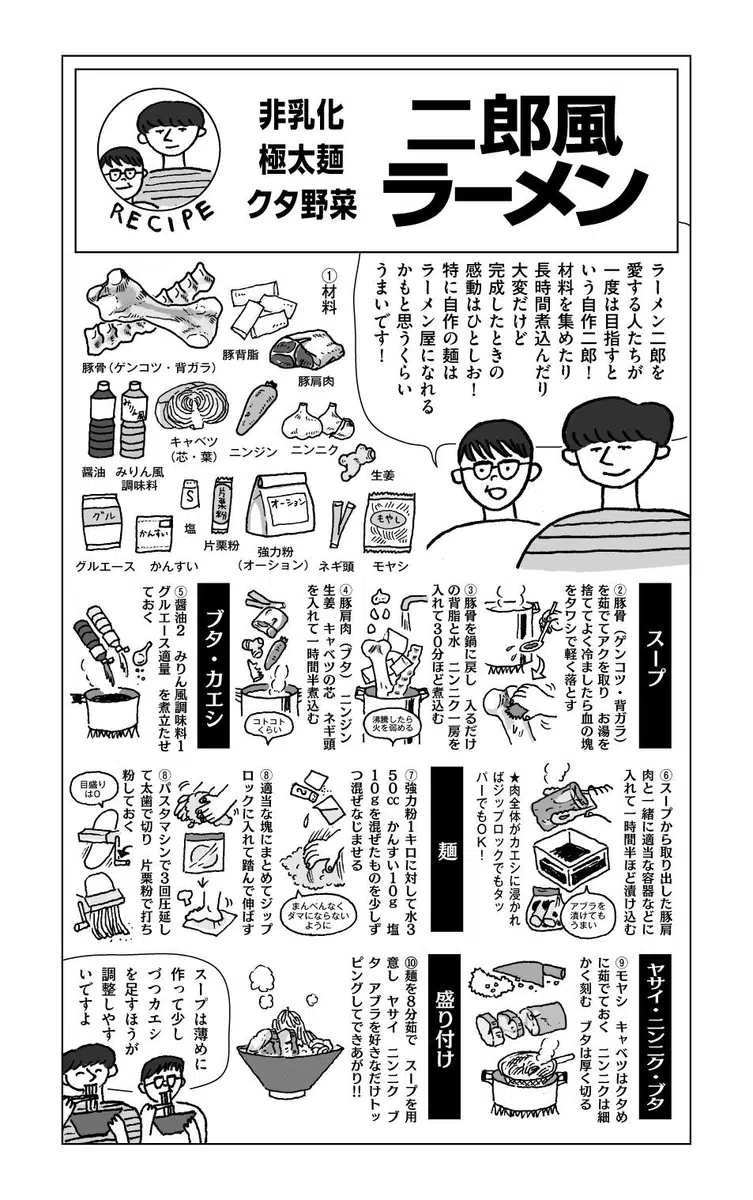 二郎風
ラーメン
非乳化
極太麺
クタ野菜
RECIPE
ラーメン二郎を
愛する人たちが
一度は目指すと
いう自作二郎！
材料を集めたり
長時間煮込んだり
大変だけど
完成したときの
感動はひとしお！
特に自作の麺は
ラーメン屋になれる
かもと思うくらい
うまいです！
①材料
豚骨（ゲンコツ・背ガラ）
豚背脂
豚肩肉
みりん風
醤油
みりん風
調味料
キャベツ
（芯・葉）
ニンジン
ニンニク
生姜
グル
グルエース
かんすい
かんすい
S
塩
片栗粉
片栗粉
オーション
強力粉
（オーション）
ネギ頭
もやし
モヤシ
スープ
②豚骨（ゲンコツ・背ガラ）
を茹でてアクを取り　お湯を
捨ててよく冷ましたら血の塊
をタワシで軽く落とす
③豚骨を鍋に戻し　入るだけ
の背脂と水　ニンニク一房を
入れて３０分ほど煮込む
沸騰したら
火を弱める
④豚肩肉（ブタ）　ニンジン
生姜　キャベツの芯　ネギ頭
を入れて一時間半煮込む
コトコト
くらい
ブタ・カエシ
⑤醤油２　みりん風調味料１
グルエース適量　を煮立たせ
ておく
⑥スープから取り出した豚肩
肉と一緒に適当な容器などに
入れて一時間半ほど漬け込む
アブラを
漬けても
うまい
★肉全体がカエシに浸かれ
ばジップロックでもタッ
パーでもOK！
麺
⑦強力粉１キロに対して水３
５０cc　かんすい１０g　塩
１０gを混ぜたものを少しず
つ混ぜなじませる
まんべんなく
ダマにならない
ように
⑧適当な塊にまとめてジップ
ロックに入れて踏んで伸ばす
⑧パスタマシンで３回圧延し
て太歯で切り　片栗粉で打ち
粉しておく
目盛り
は０
ヤサイ・ニンニク・ブタ
⑨モヤシ　キャベツはクタめ
に茹でておく　ニンニクは細
かく刻む　ブタは厚く切る
盛り付け
⑩麺を８分茹で　スープを用
意し　ヤサイ　ニンニク　ブ
タ　アブラを好きなだけトッ
ピングしてできあがり!!
スープは薄めに
作って少し
づつカエシ
を足すほうが
調整しやす
いですよ